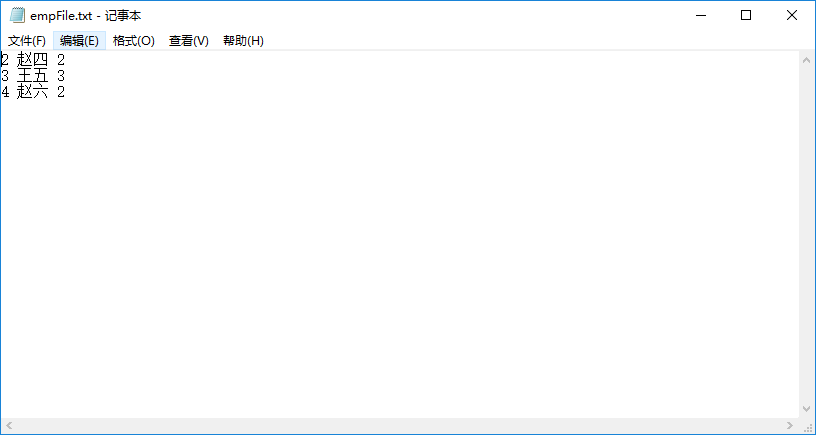 empFile.txt - 记事本
文件(F) 编辑(E) 格式(O) 查看(V) 帮助(H)
2 赵四 2
3 王五 3
4 赵六 2